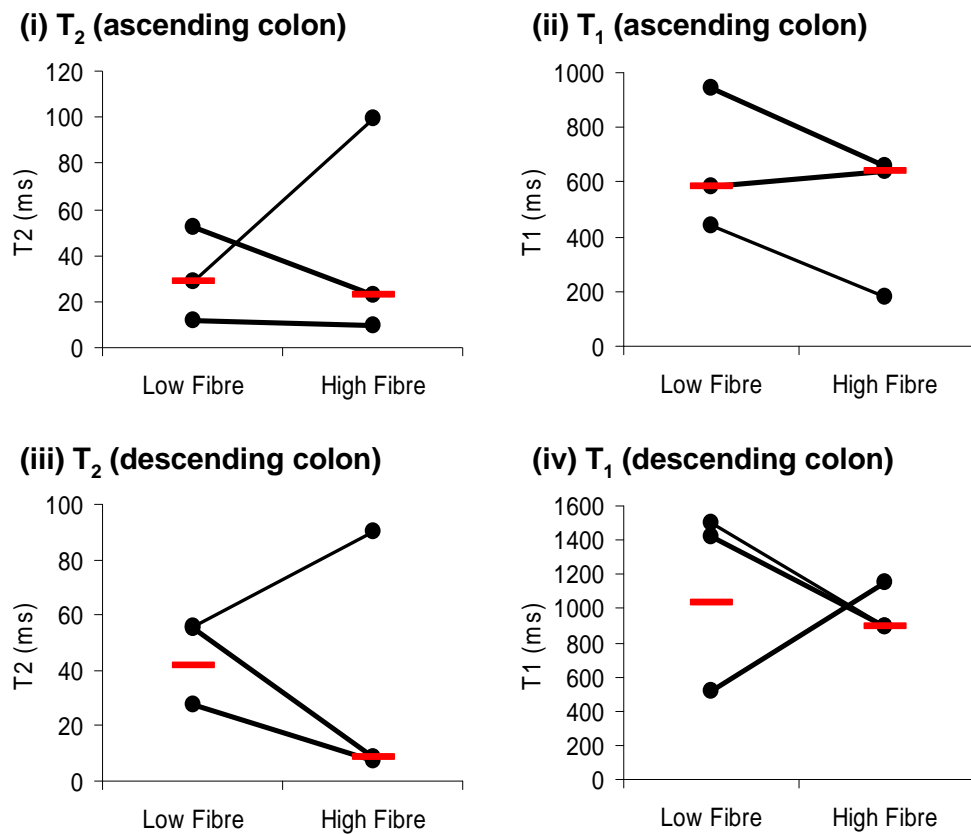 (i) T2 (ascending colon)
120
100
80
60
40
20
0
T2 (ms)
Low Fibre High Fibre
(ii) T1 (ascending colon)
1000
800
600
400
200
0
T1 (ms)
Low Fibre High Fibre
(iii) T2 (descending colon)
100
80
60
40
20
0
T2 (ms)
Low Fibre High Fibre
(iv) T1 (descending colon)
1600
1400
1200
1000
800
600
400
200
0
T1 (ms)
Low Fibre High Fibre